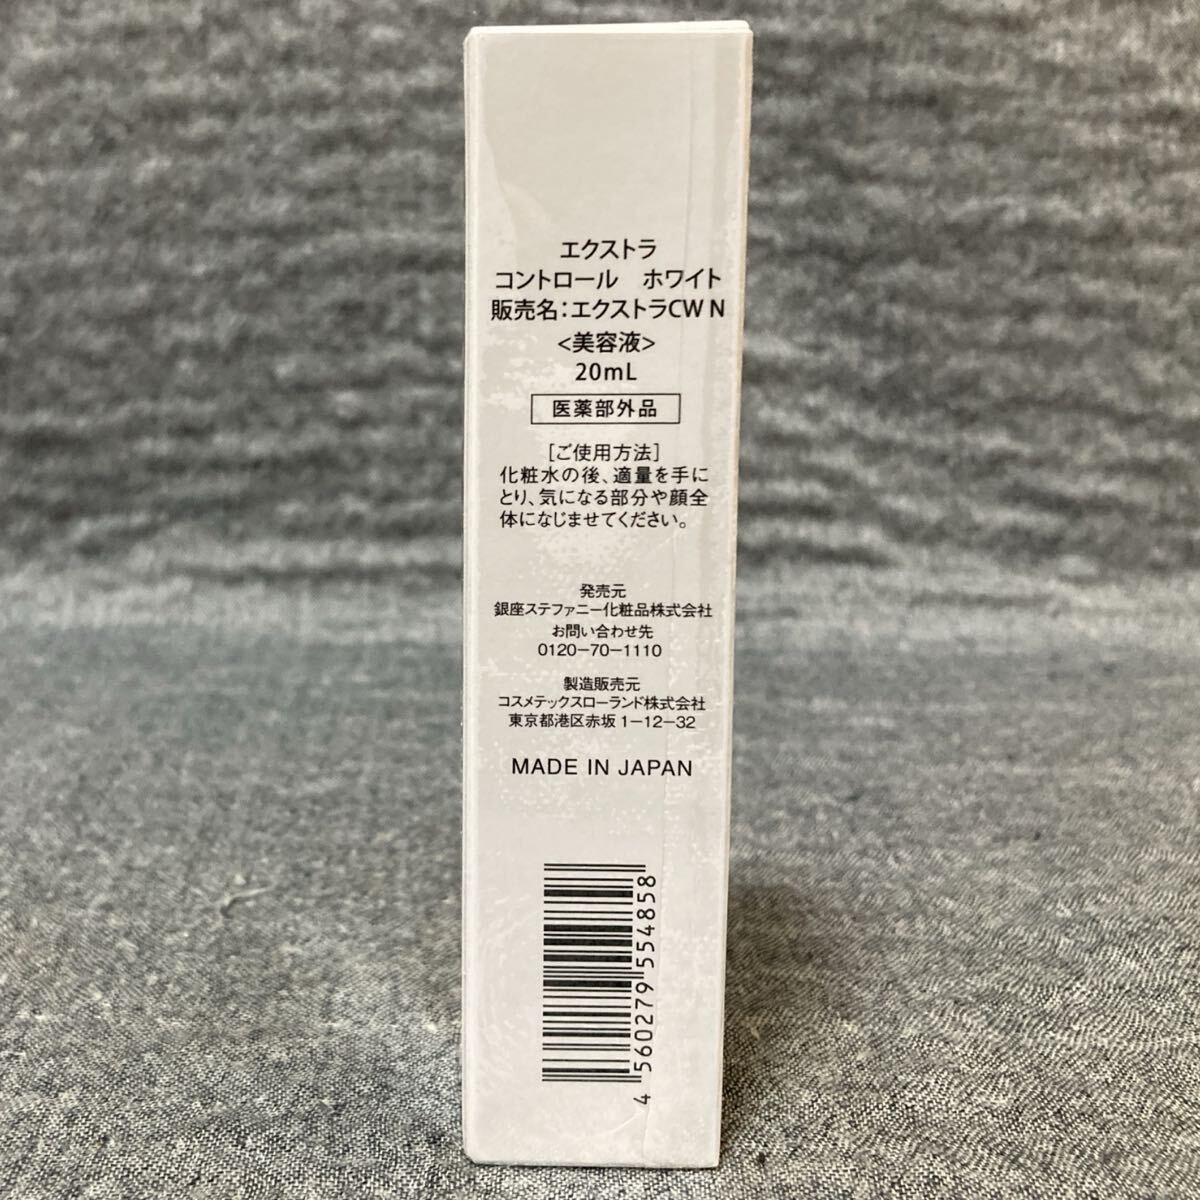 エクストラ
コントロール　ホワイト
販売名：エクストラCW N
<美容液>
20mL
医薬部外品
[ご使用方法]
化粧水の後、適量を手に
とり、気になる部分や顔全
体になじませてください。
発売元
銀座ステファニー化粧品株式会社
お問い合わせ先
0120-70-1110
製造販売元
コスメテックスローランド株式会社
東京都港区赤坂1-12-32
MADE IN JAPAN
4 560279 554858